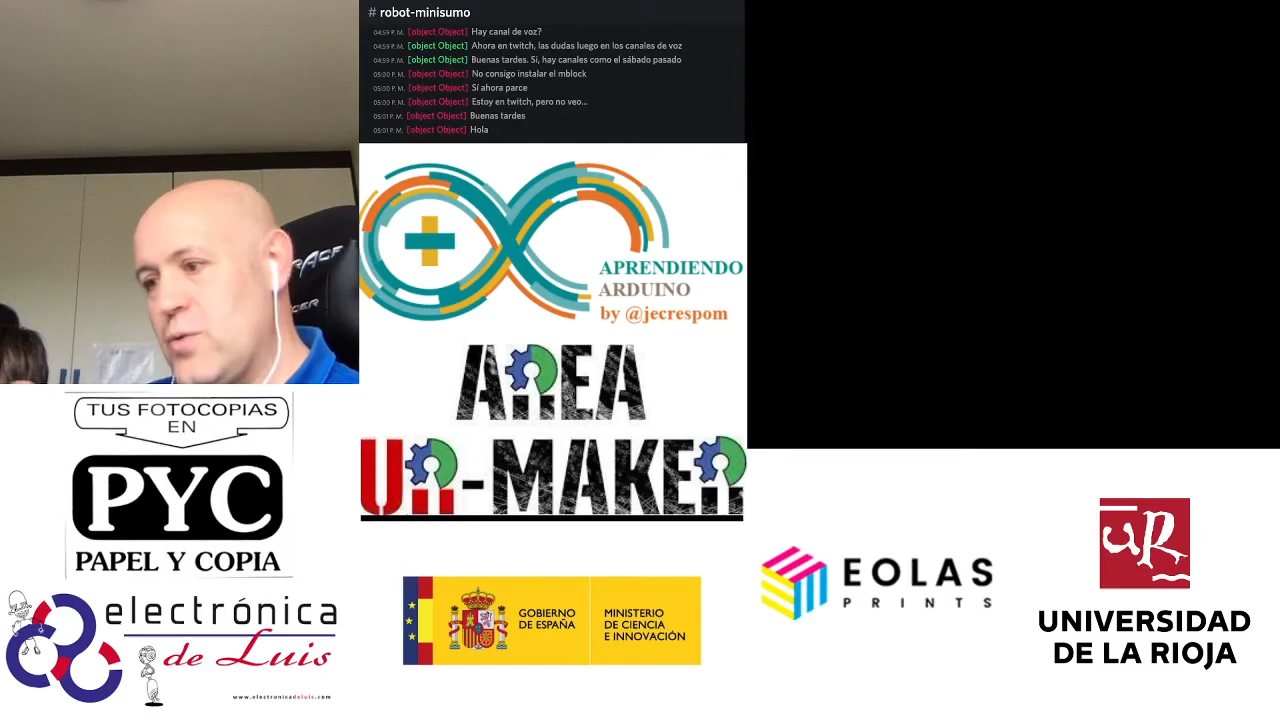 # robot-minisumo
04:59 P. M. [object Object] Hay canal de voz?
04:59 P. M. [object Object] Ahora en twitch, las dudas luego en los canales de voz
04:59 P. M. [object Object] Buenas tardes. Si, hay canales como el sábado pasado
05:00 P. M. [object Object] No consigo instalar el mblock
05:00 P. M. [object Object] Sí ahora parce
05:00 P. M. [object Object] Estoy en twitch, pero no veo...
05:01 P. M. [object Object] Buenas tardes
05:01 P. M. [object Object] Hola
APRENDIENDO
ARDUINO
by @jecrespom
AREA
UR-MAKER
TUS FOTOCOPIAS
EN
PYC
PAPEL Y COPIA
electrónica
de Luis
www.electronicadeluis.com
GOBIERNO
DE ESPAÑA
MINISTERIO
DE CIENCIA
E INNOVACIÓN
EOLAS
PRINTS
UR
UNIVERSIDAD
DE LA RIOJA